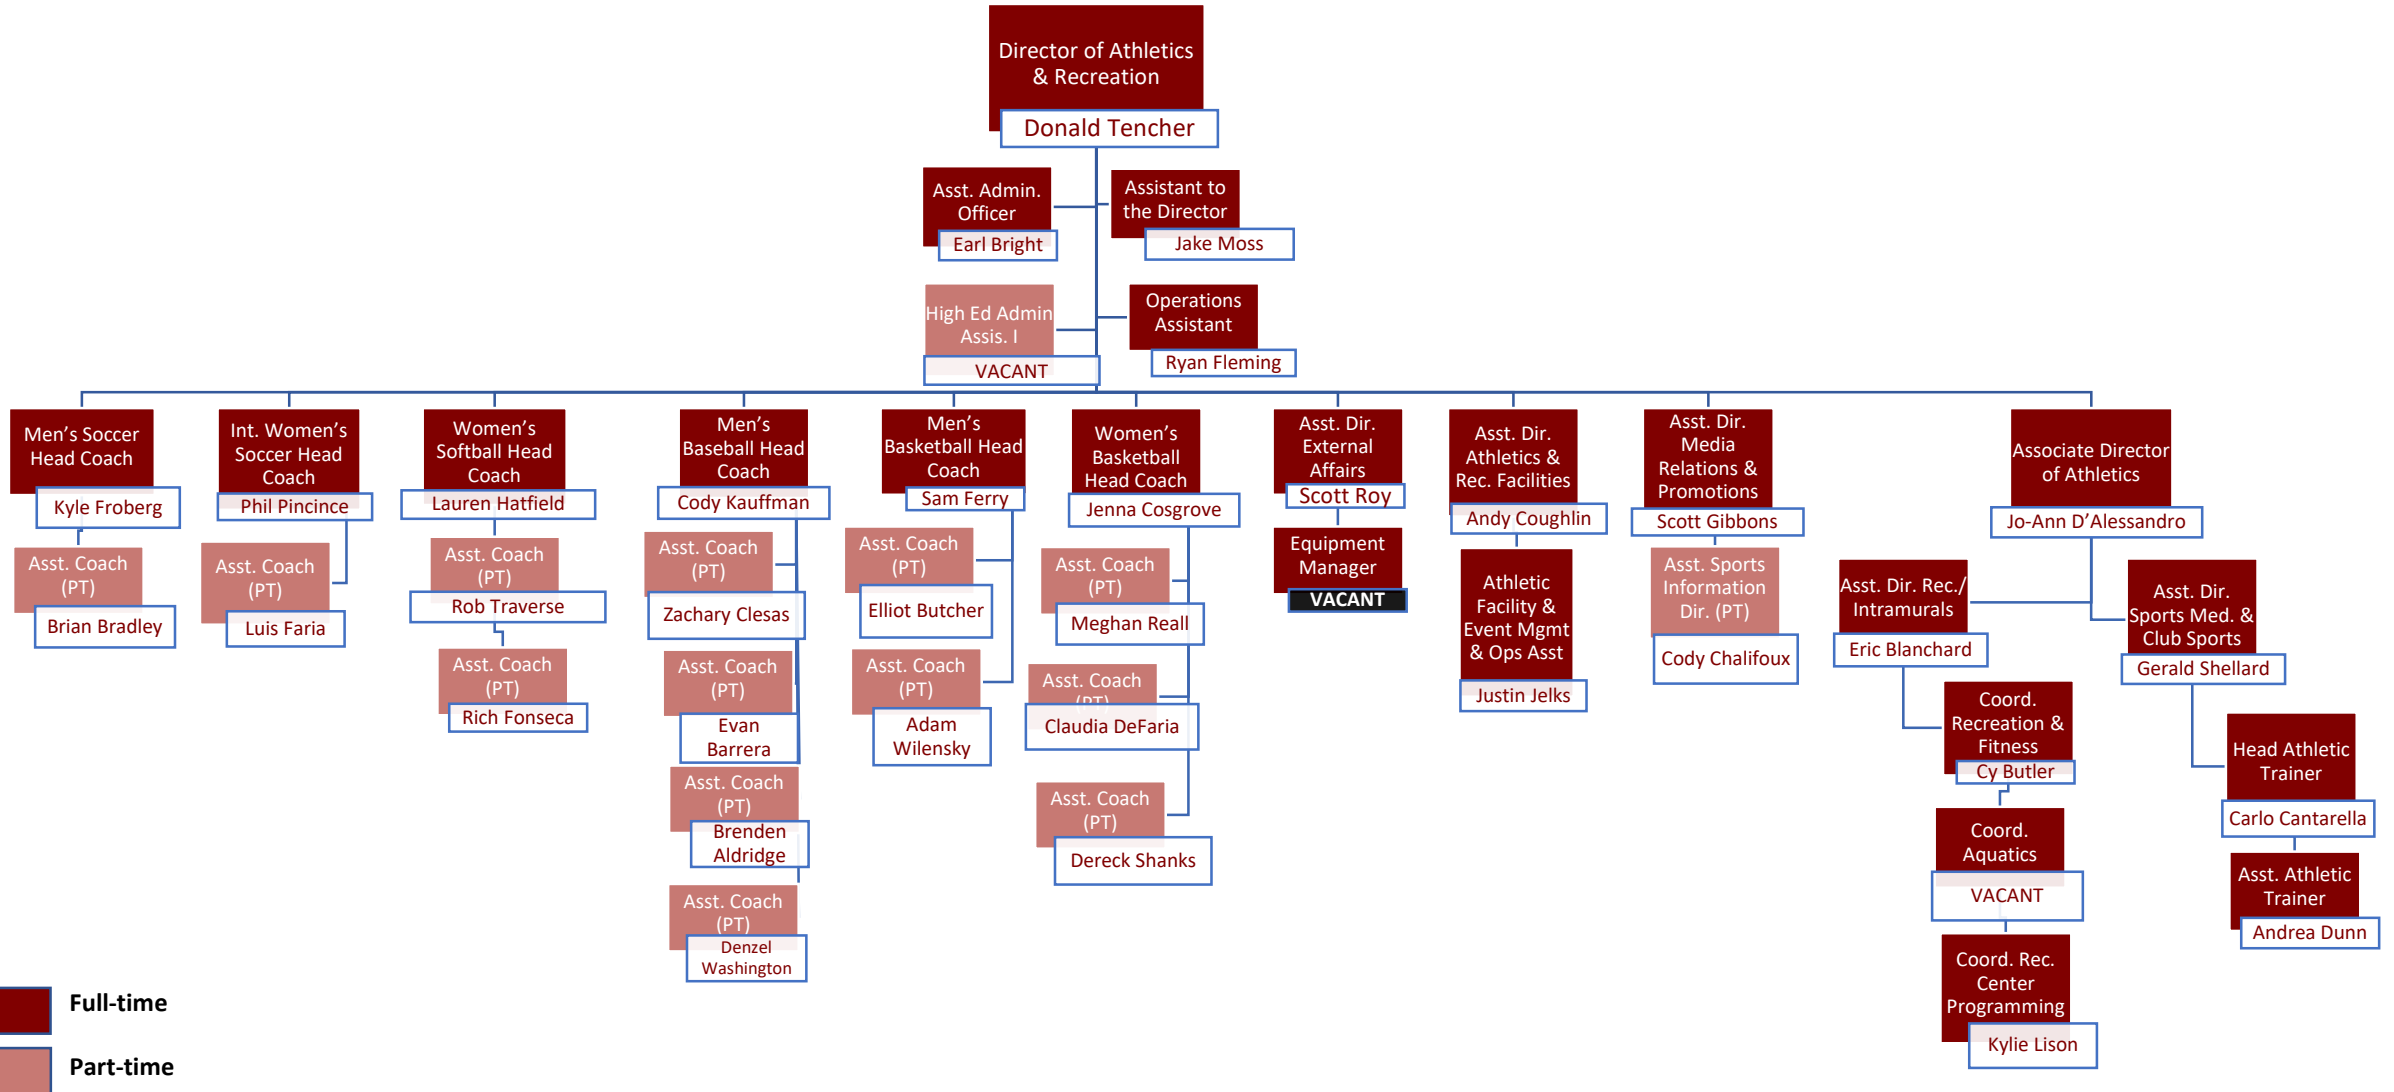 Director of Athletics
& Recreation
Donald Tencher
Asst. Admin.
Officer
Earl Bright
Assistant to
the Director
Jake Moss
High Ed Admin
Assis. I
VACANT
Operations
Assistant
Ryan Fleming
Men's Soccer
Head Coach
Kyle Froberg
Asst. Coach
(PT)
Brian Bradley
Int. Women's
Soccer Head
Coach
Phil Pincince
Asst. Coach
(PT)
Luis Faria
Women's
Softball Head
Coach
Lauren Hatfield
Asst. Coach
(PT)
Rob Traverse
Asst. Coach
(PT)
Rich Fonseca
Men's
Baseball Head
Coach
Cody Kauffman
Asst. Coach
(PT)
Zachary Clesas
Asst. Coach
(PT)
Evan
Barrera
Asst. Coach
(PT)
Brenden
Aldridge
Asst. Coach
(PT)
Denzel
Washington
Men's
Basketball Head
Coach
Sam Ferry
Asst. Coach
(PT)
Elliot Butcher
Asst. Coach
(PT)
Adam
Wilensky
Women's
Basketball
Head Coach
Jenna Cosgrove
Asst. Coach
(PT)
Meghan Reall
Asst. Coach
(PT)
Claudia DeFaria
Asst. Coach
(PT)
Dereck Shanks
Asst. Dir.
External
Affairs
Scott Roy
Equipment
Manager
VACANT
Asst. Dir.
Athletics &
Rec. Facilities
Andy Coughlin
Athletic
Facility &
Event Mgmt
& Ops Asst
Justin Jelks
Asst. Dir.
Media
Relations &
Promotions
Scott Gibbons
Asst. Sports
Information
Dir. (PT)
Cody Chalifoux
Associate Director
of Athletics
Jo-Ann D'Alessandro
Asst. Dir. Rec./
Intramurals
Eric Blanchard
Coord.
Recreation &
Fitness
Cy Butler
Coord.
Aquatics
VACANT
Coord. Rec.
Center
Programming
Kylie Lison
Asst. Dir.
Sports Med. &
Club Sports
Gerald Shellard
Head Athletic
Trainer
Carlo Cantarella
Asst. Athletic
Trainer
Andrea Dunn
Full-time
Part-time